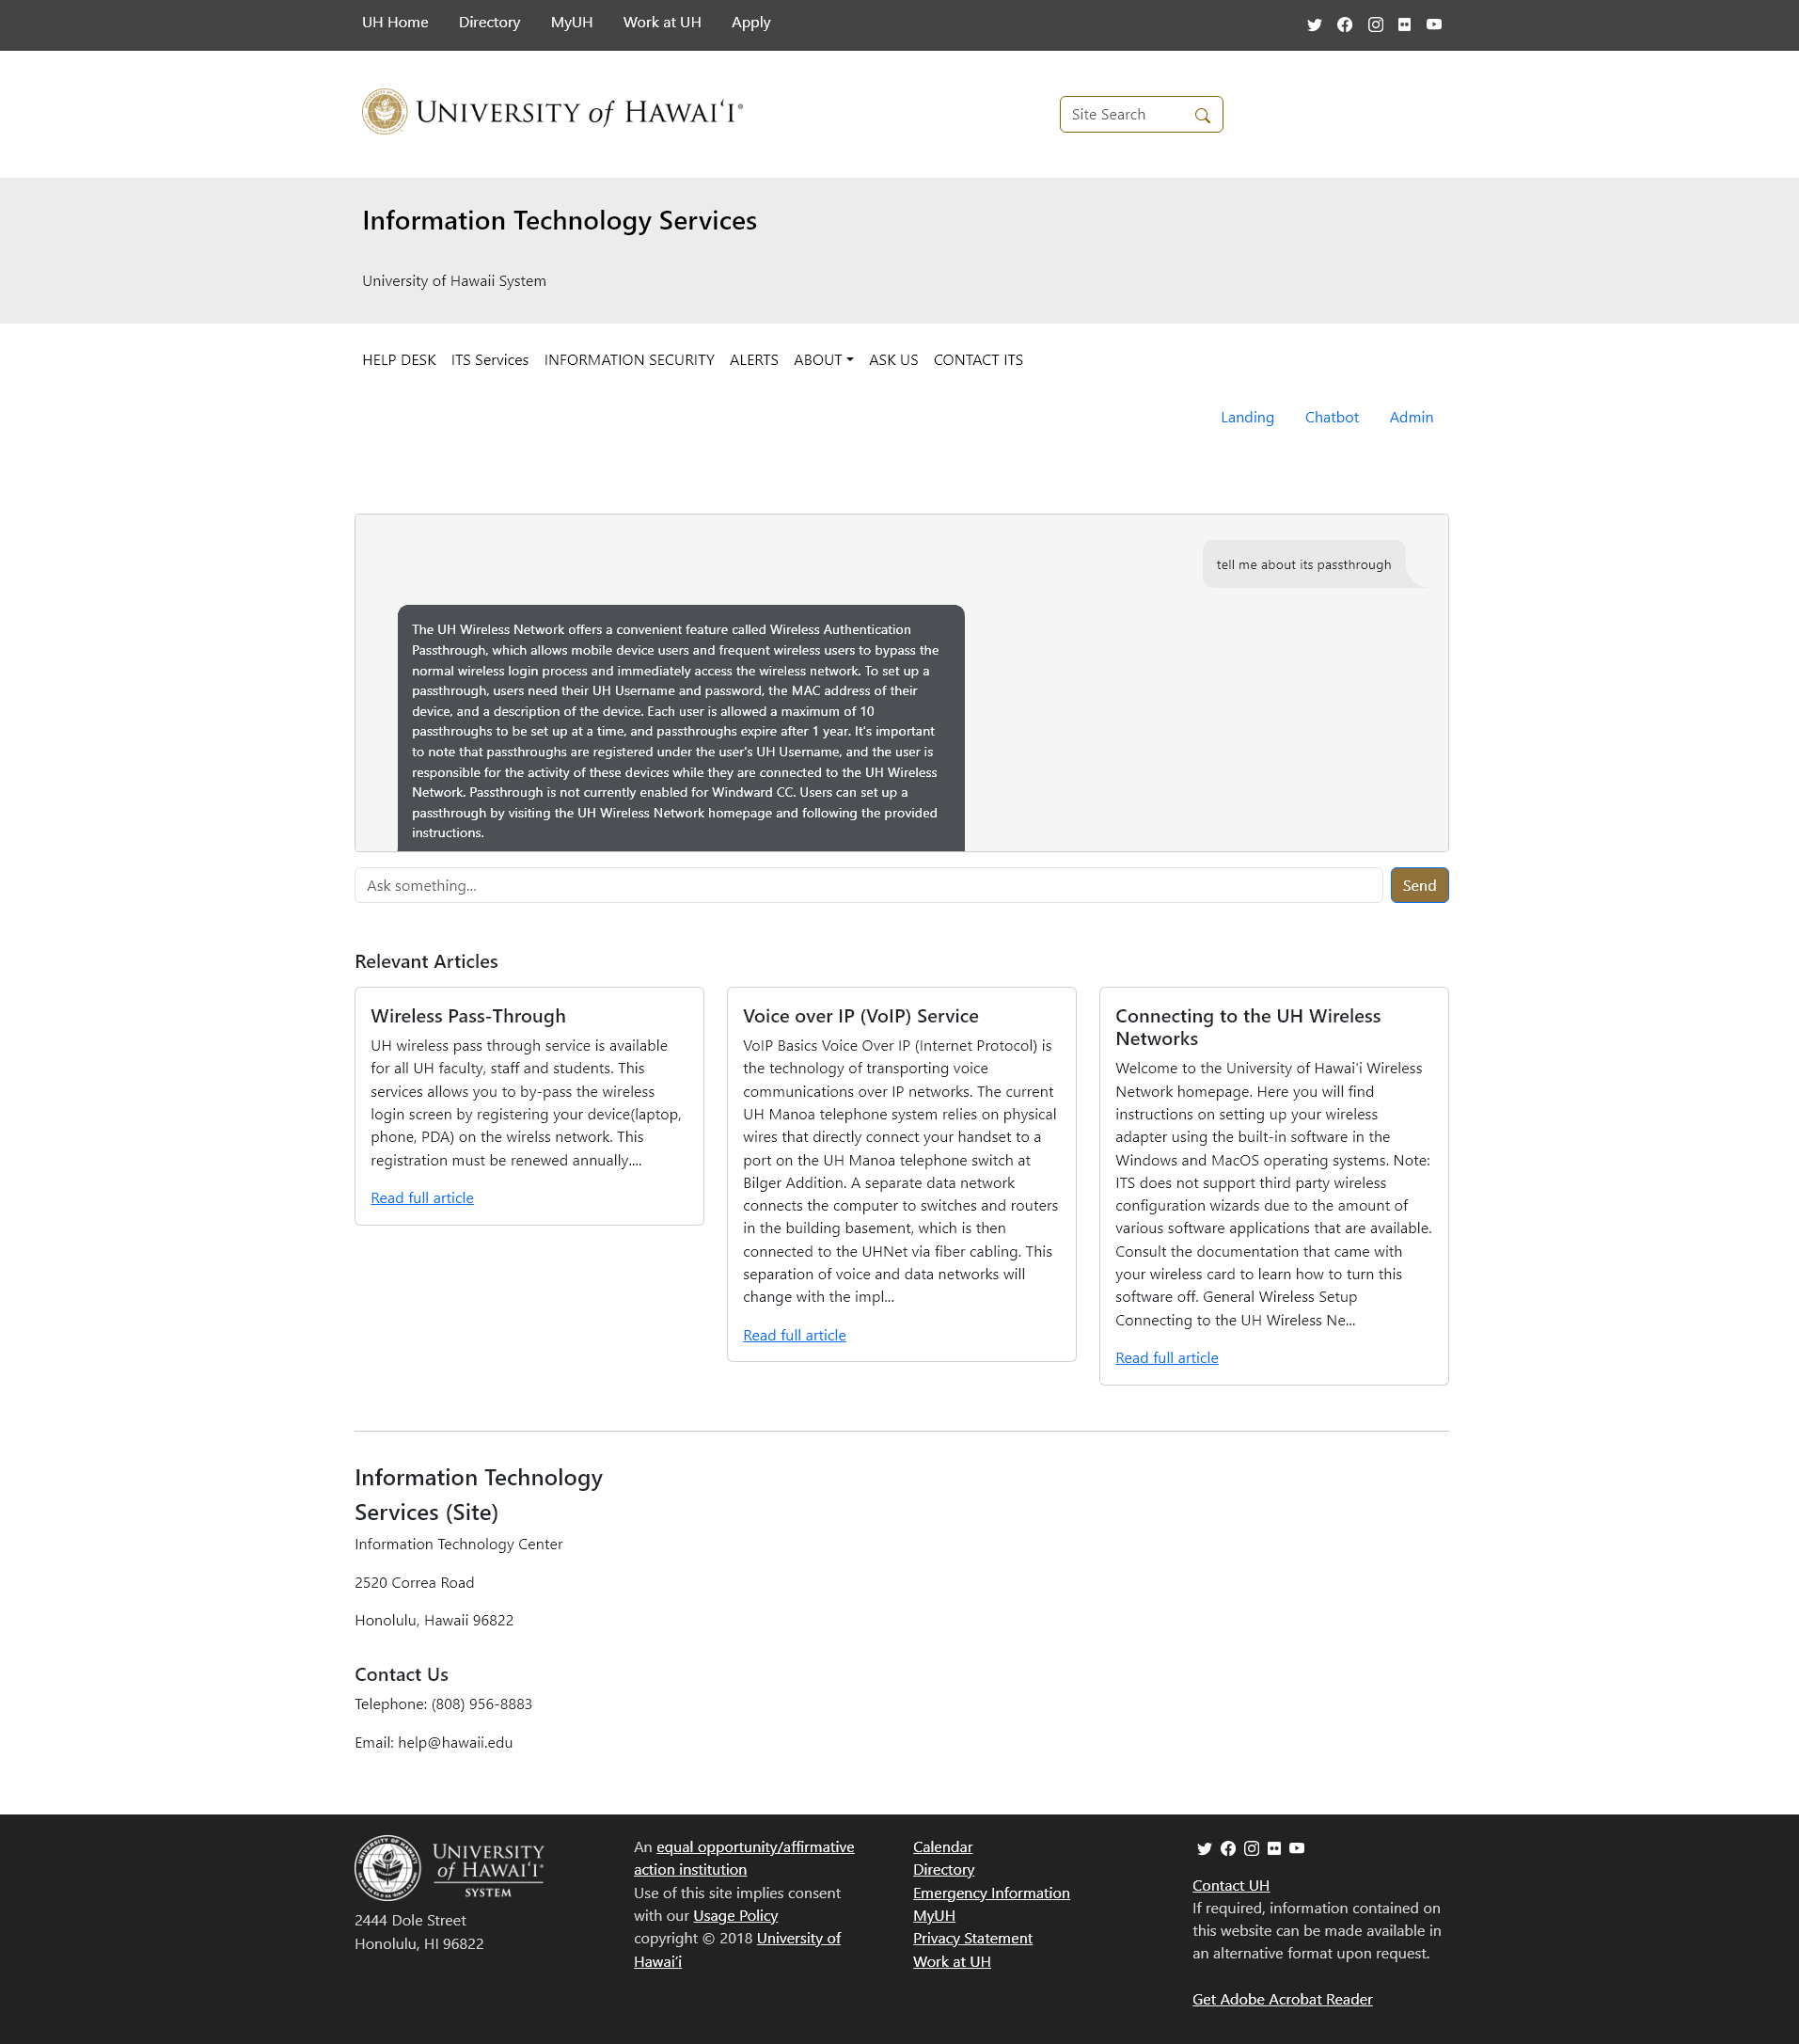 UH Home Directory MyUH Work at UH Apply
UNIVERSITY of HAWAIʻI®
Site Search
Information Technology Services
University of Hawaii System
HELP DESK ITS Services INFORMATION SECURITY ALERTS ABOUT ASK US CONTACT ITS
Landing Chatbot Admin
tell me about its passthrough
The UH Wireless Network offers a convenient feature called Wireless Authentication
Passthrough, which allows mobile device users and frequent wireless users to bypass the
normal wireless login process and immediately access the wireless network. To set up a
passthrough, users need their UH Username and password, the MAC address of their
device, and a description of the device. Each user is allowed a maximum of 10
passthroughs to be set up at a time, and passthroughs expire after 1 year. It's important
to note that passthroughs are registered under the user's UH Username, and the user is
responsible for the activity of these devices while they are connected to the UH Wireless
Network. Passthrough is not currently enabled for Windward CC. Users can set up a
passthrough by visiting the UH Wireless Network homepage and following the provided
instructions.
Ask something...
Send
Relevant Articles
Wireless Pass-Through
UH wireless pass through service is available
for all UH faculty, staff and students. This
services allows you to by-pass the wireless
login screen by registering your device(laptop,
phone, PDA) on the wirelss network. This
registration must be renewed annually....
Read full article
Voice over IP (VoIP) Service
VoIP Basics Voice Over IP (Internet Protocol) is
the technology of transporting voice
communications over IP networks. The current
UH Manoa telephone system relies on physical
wires that directly connect your handset to a
port on the UH Manoa telephone switch at
Bilger Addition. A separate data network
connects the computer to switches and routers
in the building basement, which is then
connected to the UHNet via fiber cabling. This
separation of voice and data networks will
change with the impl...
Read full article
Connecting to the UH Wireless
Networks
Welcome to the University of Hawai'i Wireless
Network homepage. Here you will find
instructions on setting up your wireless
adapter using the built-in software in the
Windows and MacOS operating systems. Note:
ITS does not support third party wireless
configuration wizards due to the amount of
various software applications that are available.
Consult the documentation that came with
your wireless card to learn how to turn this
software off. General Wireless Setup
Connecting to the UH Wireless Ne...
Read full article
Information Technology
Services (Site)
Information Technology Center
2520 Correa Road
Honolulu, Hawaii 96822
Contact Us
Telephone: (808) 956-8883
Email: help@hawaii.edu
UNIVERSITY
of HAWAIʻI
SYSTEM
2444 Dole Street
Honolulu, HI 96822
An equal opportunity/affirmative
action institution
Use of this site implies consent
with our Usage Policy
copyright © 2018 University of
Hawaiʻi
Calendar
Directory
Emergency Information
MyUH
Privacy Statement
Work at UH
Contact UH
If required, information contained on
this website can be made available in
an alternative format upon request.
Get Adobe Acrobat Reader